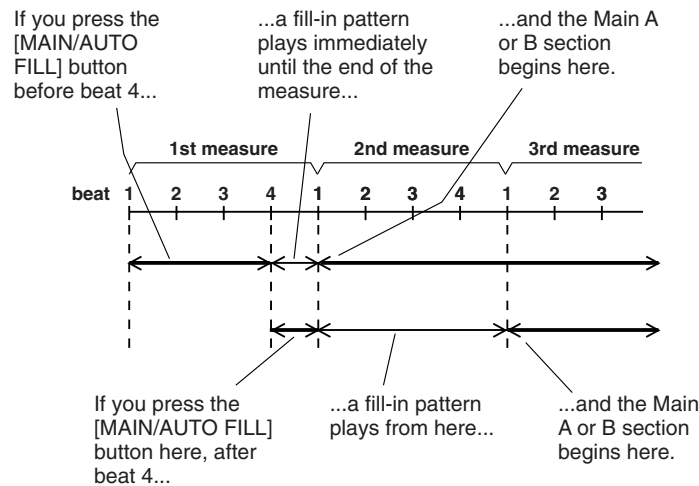 If you press the
[MAIN/AUTO
FILL] button
before beat 4...
...a fill-in pattern
plays immediately
until the end of the
measure...
...and the Main A
or B section
begins here.
1st measure 2nd measure 3rd measure
beat 1 2 3 4 1 2 3 4 1 2 3
If you press the
[MAIN/AUTO FILL]
button here, after
beat 4...
...a fill-in pattern
plays from here...
...and the Main
A or B section
begins here.